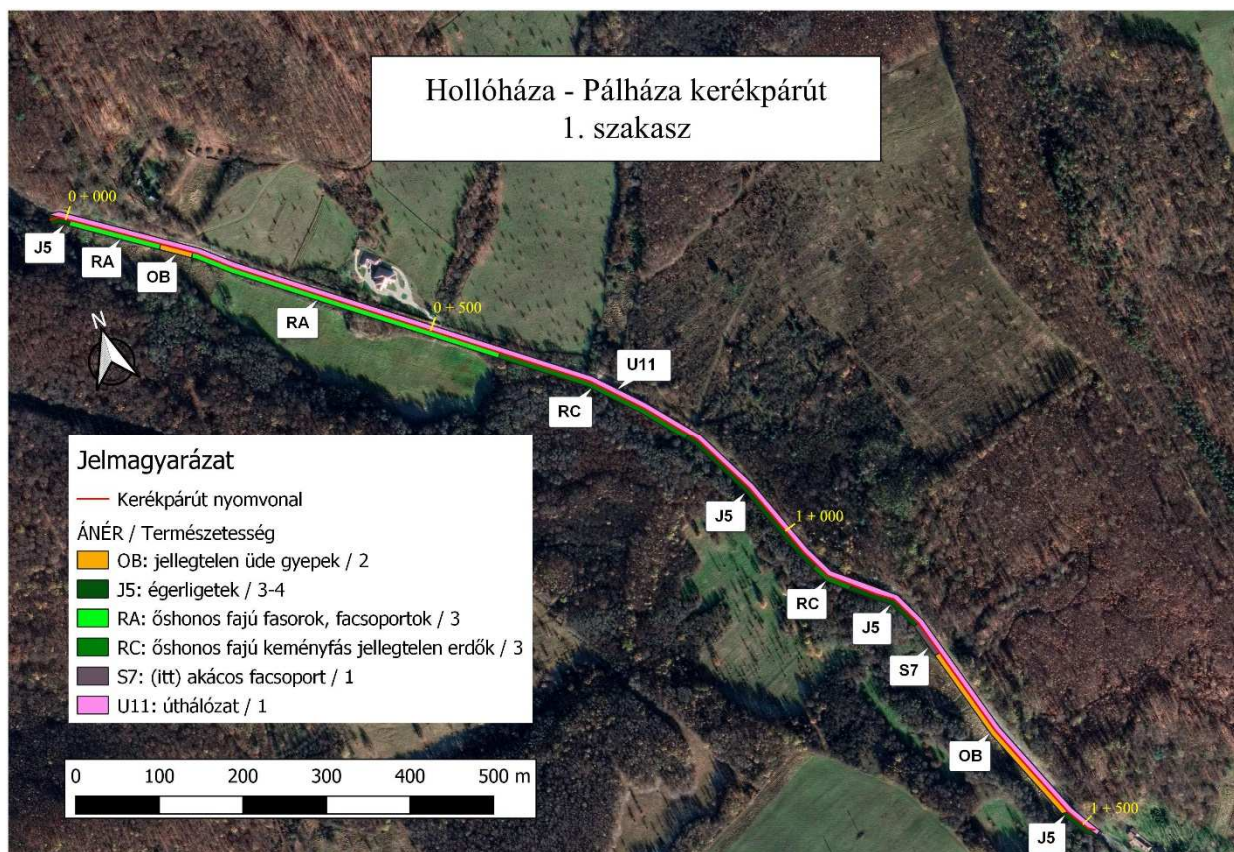 Hollóháza - Pálháza kerékpárút
1. szakasz
0 + 000
J5
RA
OB
RA
0 + 500
N
U11
RC
J5
1 + 000
RC
J5
S7
OB
1 + 500
J5
Jelmagyarázat
Kerékpárút nyomvonal
ÁNÉR / Természetesség
OB: jellegtelen üde gyepek / 2
J5: égerligetek / 3-4
RA: őshonos fajú fasorok, facsoportok / 3
RC: őshonos fajú keményfás jellegtelen erdők / 3
S7: (itt) akácos facsoport / 1
U11: úthálózat / 1
0 100 200 300 400 500 m